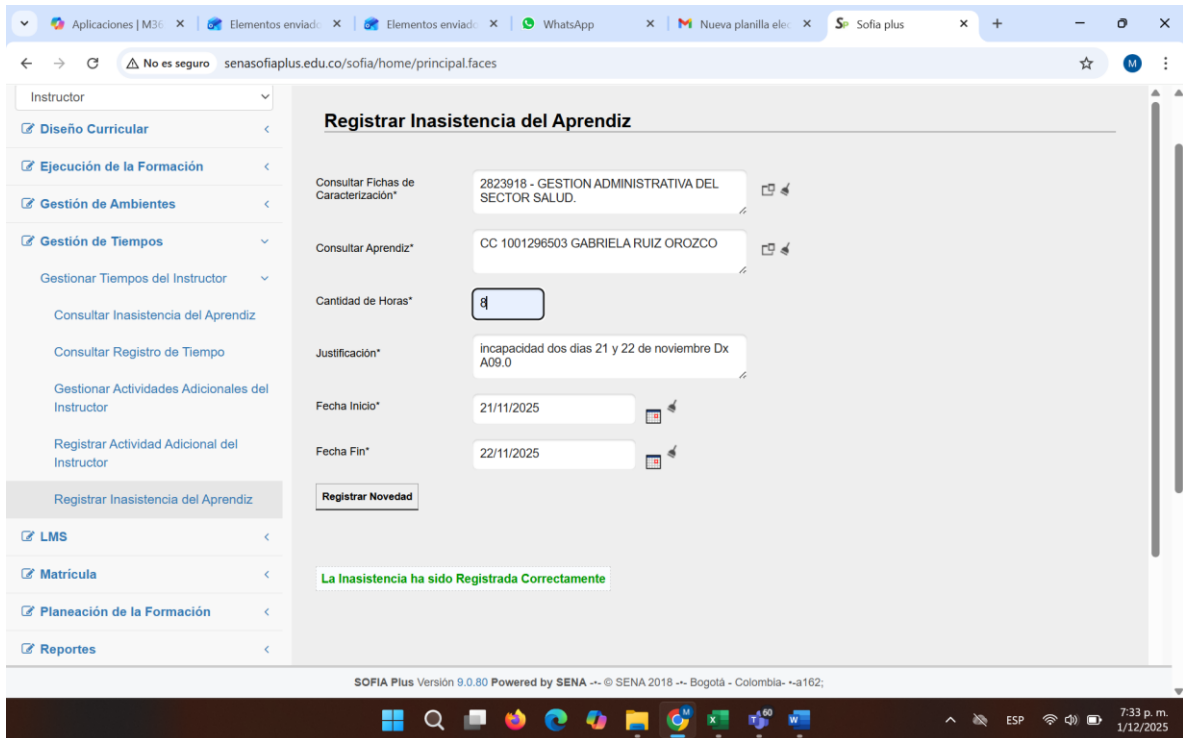 Aplicaciones | M36
Elementos enviado
Elementos enviado
WhatsApp
Nueva planilla elec
Sofia plus
No es seguro senasofiaplus.edu.co/sofia/home/principal.faces
M
Instructor
Diseño Curricular
Ejecución de la Formación
Gestión de Ambientes
Gestión de Tiempos
Gestionar Tiempos del Instructor
Consultar Inasistencia del Aprendiz
Consultar Registro de Tiempo
Gestionar Actividades Adicionales del
Instructor
Registrar Actividad Adicional del
Instructor
Registrar Inasistencia del Aprendiz
LMS
Matrícula
Planeación de la Formación
Reportes
Registrar Inasistencia del Aprendiz
Consultar Fichas de
Caracterización*
2823918 - GESTION ADMINISTRATIVA DEL
SECTOR SALUD.
Consultar Aprendiz*
CC 1001296503 GABRIELA RUIZ OROZCO
Cantidad de Horas*
8
Justificación*
incapacidad dos dias 21 y 22 de noviembre Dx
A09.0
Fecha Inicio*
21/11/2025
Fecha Fin*
22/11/2025
Registrar Novedad
La Inasistencia ha sido Registrada Correctamente
SOFIA Plus Versión 9.0.80 Powered by SENA -•- © SENA 2018 -•- Bogotá - Colombia- -•-a162;
60
ESP
7:33 p. m.
1/12/2025